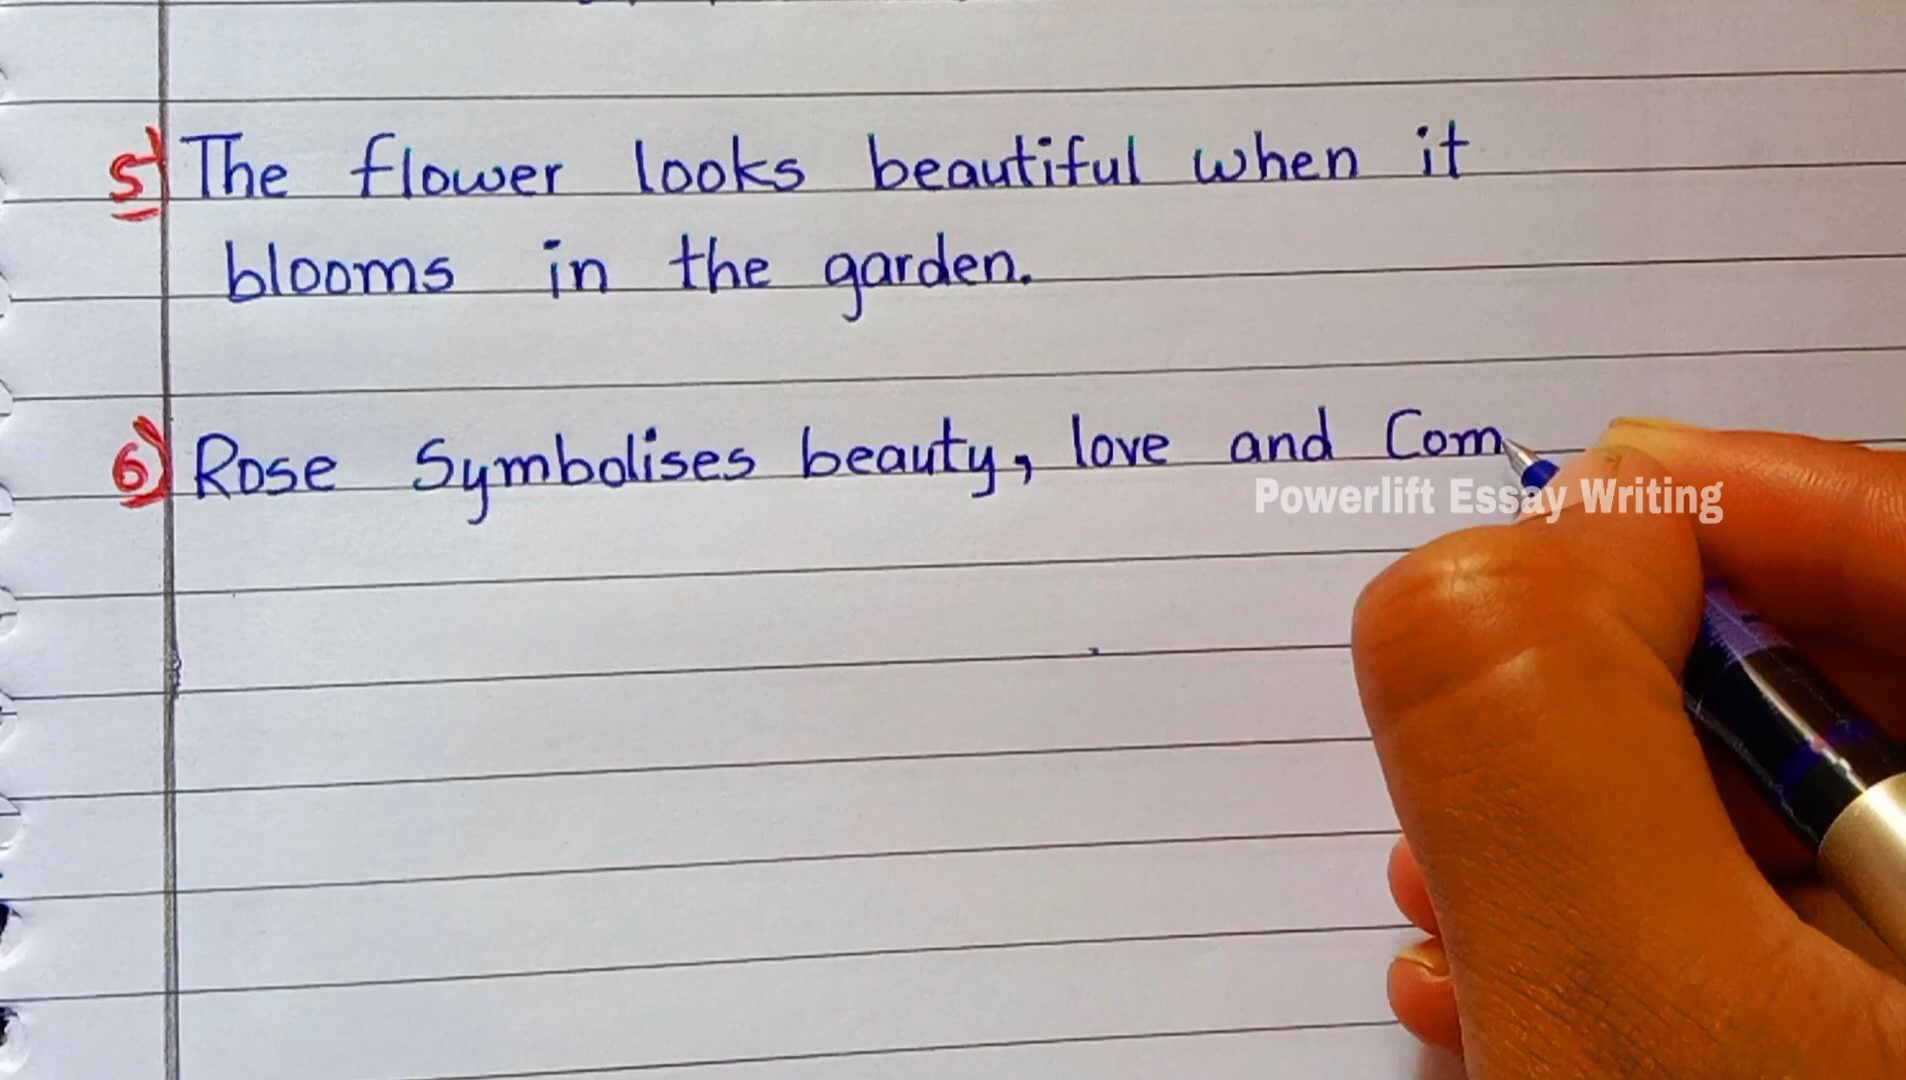 5) The flower looks beautiful when it
blooms in the garden.
6) Rose Symbolises beauty, love and Com
Powerlift Essay Writing